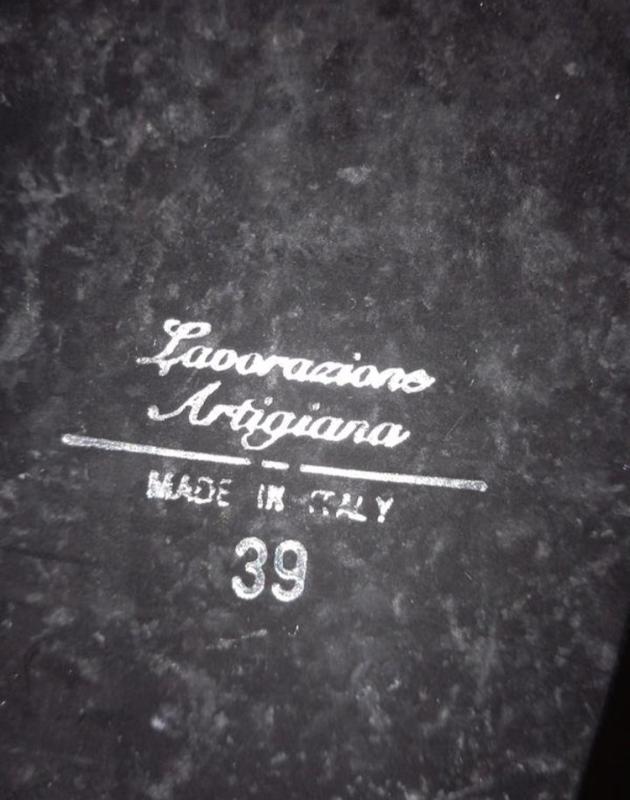 Lavorazione
Artigiana
MADE IN ITALY
39